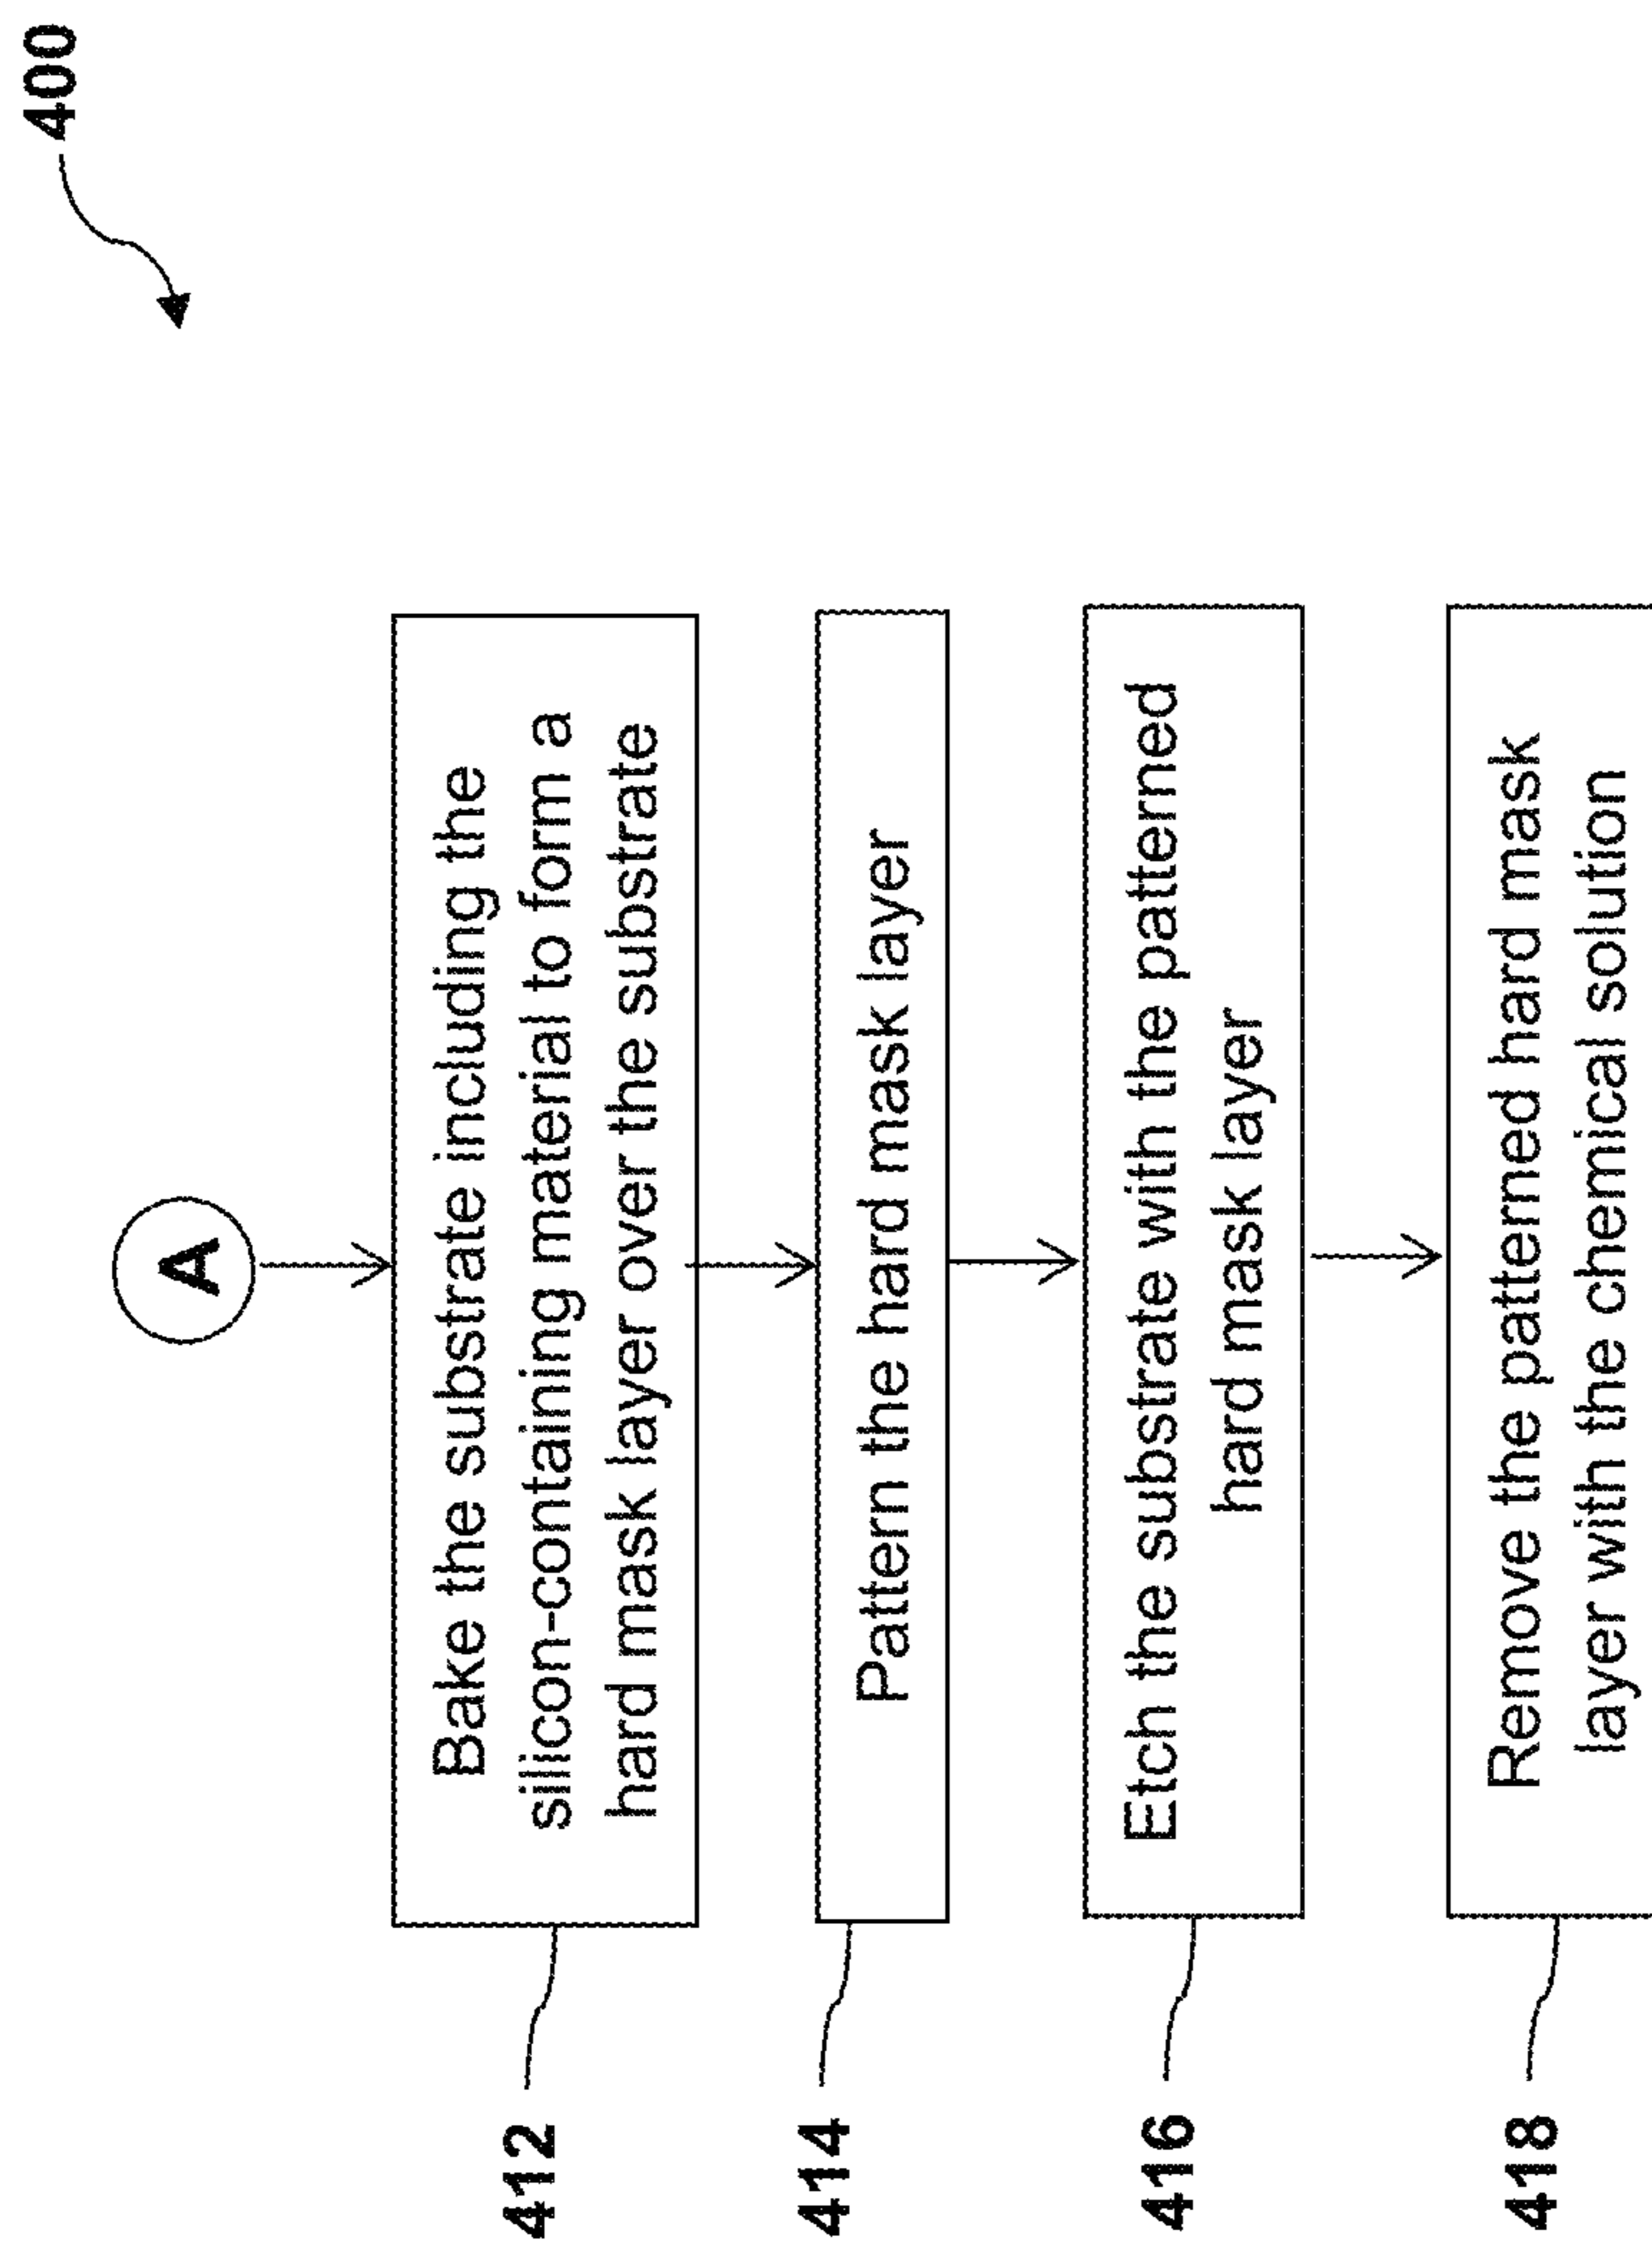 400
A
412
Bake the substrate including the
silicon-containing material to form a
hard mask layer over the substrate
414
Pattern the hard mask layer
416
Etch the substrate with the patterned
hard mask layer
418
Remove the patterned hard mask
layer with the chemical solution